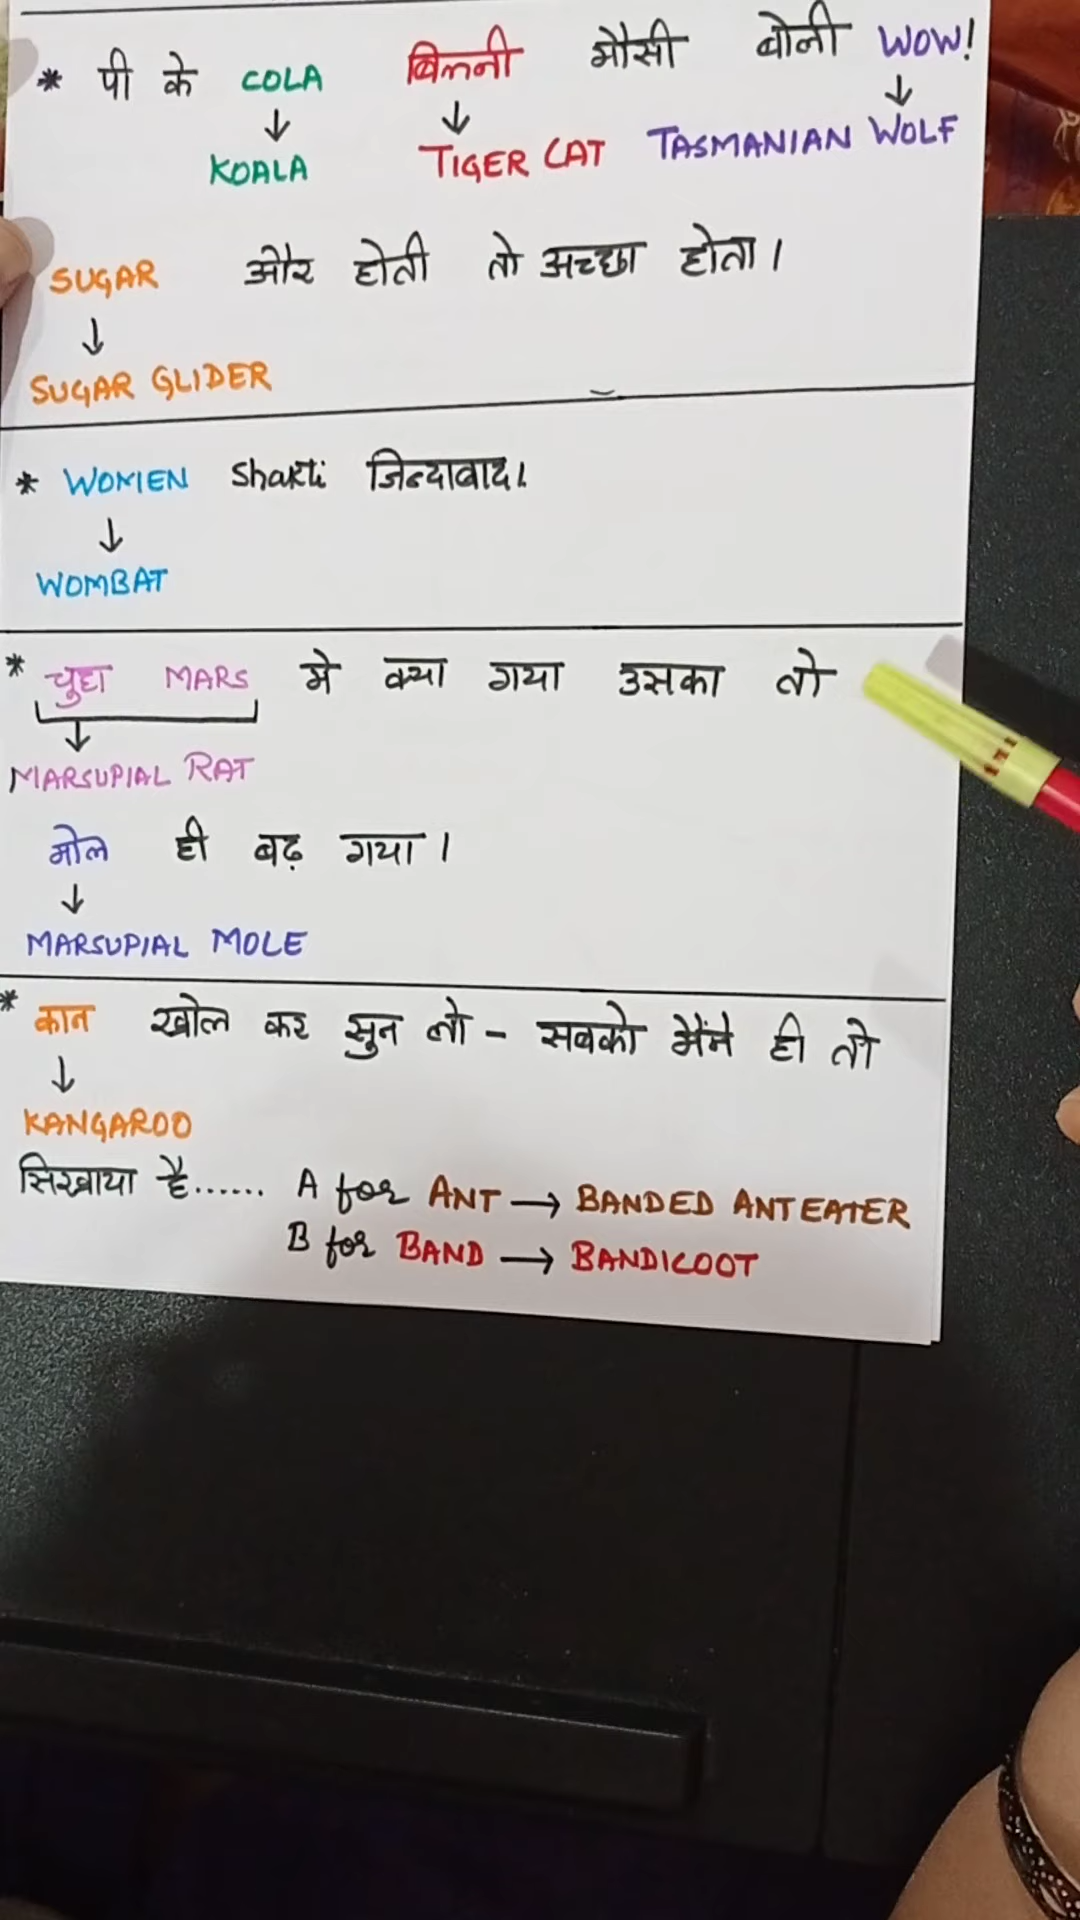 * पी के COLA बिल्ली मौसी बोली WOW!
↓ ↓ ↓
KOALA TIGER CAT TASMANIAN WOLF
SUGAR और होती तो अच्छा होता।
↓
SUGAR GLIDER
* WOMEN Shakti जिन्दाबाद।
↓
WOMBAT
* चुहा MARS मे क्या गया उसका तो
↓
MARSUPIAL RAT
मोल ही बढ़ गया।
↓
MARSUPIAL MOLE
* कान खोल कर सुन लो - सबको मैंने ही तो
↓
KANGAROO
सिखाया है...... A for ANT → BANDED ANTEATER
B for BAND → BANDICOOT